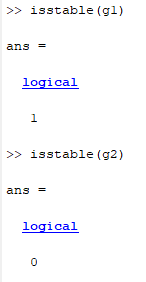 >> isstable(g1)
ans =
logical
1
>> isstable(g2)
ans =
logical
0